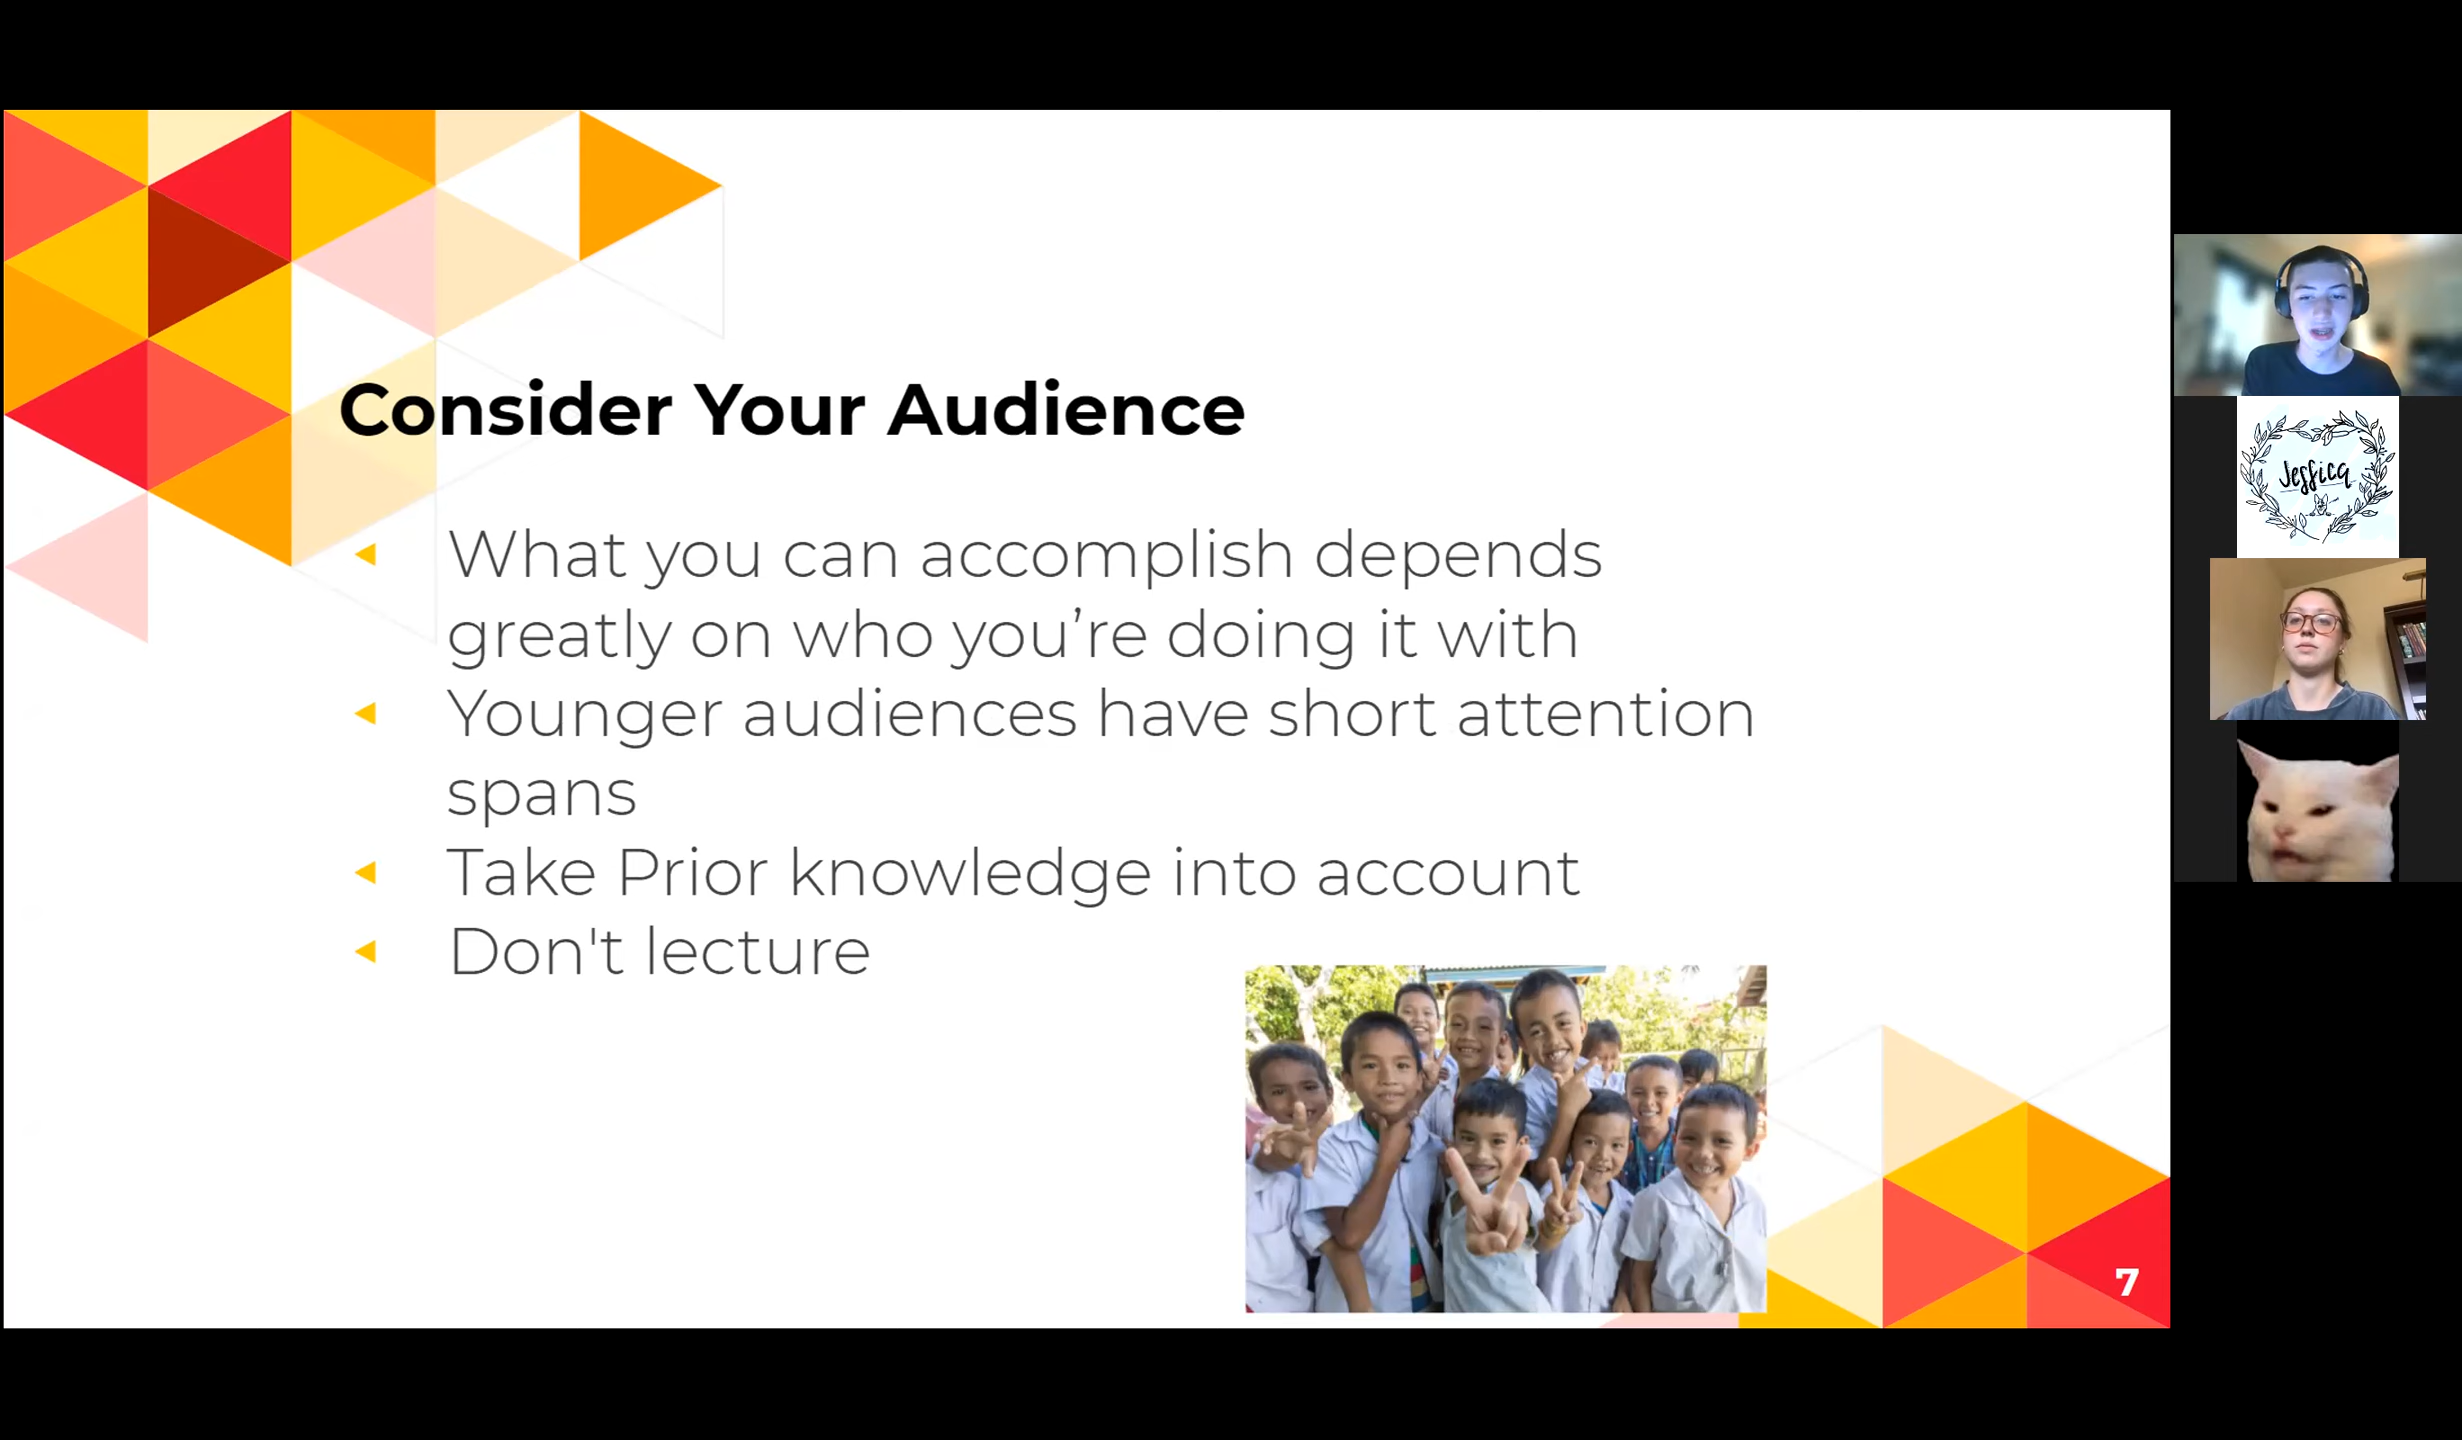 Consider Your Audience
What you can accomplish depends
greatly on who you’re doing it with
Younger audiences have short attention
spans
Take Prior knowledge into account
Don't lecture
7
Jessica